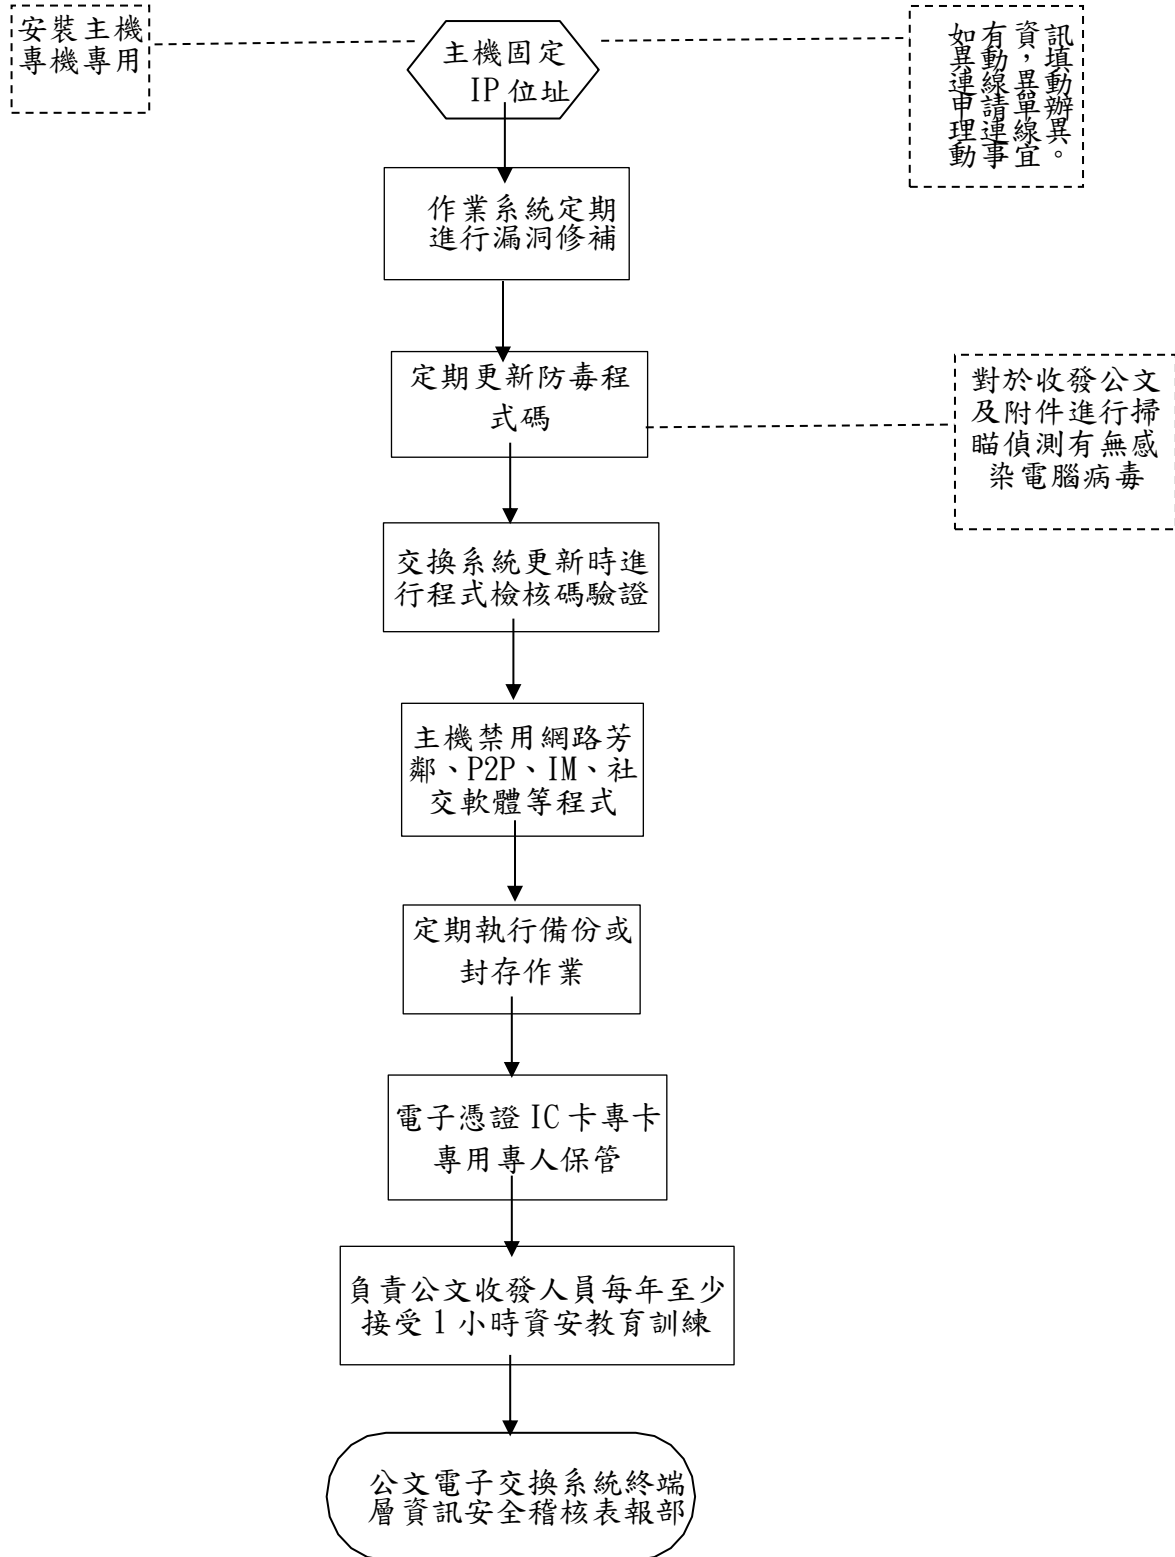 安裝主機
專機專用
主機固定
IP 位址
如有資訊
異動，填
連線異動
申請單辦
理連線異
動事宜。
作業系統定期
進行漏洞修補
定期更新防毒程
式碼
對於收發公文
及附件進行掃
瞄偵測有無感
染電腦病毒
交換系統更新時進
行程式檢核碼驗證
主機禁用網路芳
鄰、P2P、IM、社
交軟體等程式
定期執行備份或
封存作業
電子憑證 IC 卡專卡
專用專人保管
負責公文收發人員每年至少
接受 1 小時資安教育訓練
公文電子交換系統終端
層資訊安全稽核表報部